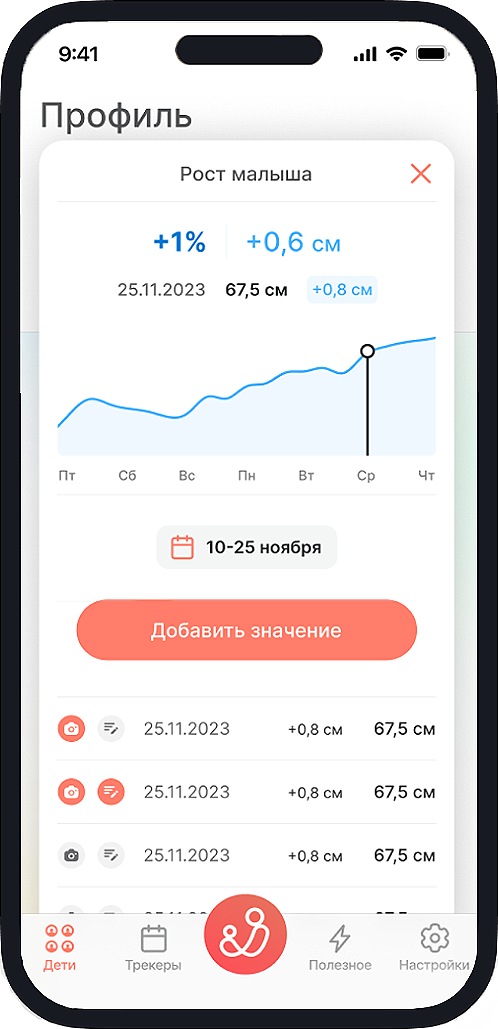 9:41
Профиль
Рост малыша
+1% +0,6 см
25.11.2023 67,5 см +0,8 см
Пт Сб Вс Пн Вт Ср Чт
10-25 ноября
Добавить значение
25.11.2023 +0,8 см 67,5 см
25.11.2023 +0,8 см 67,5 см
25.11.2023 +0,8 см 67,5 см
Дети Трекеры Полезное Настройки